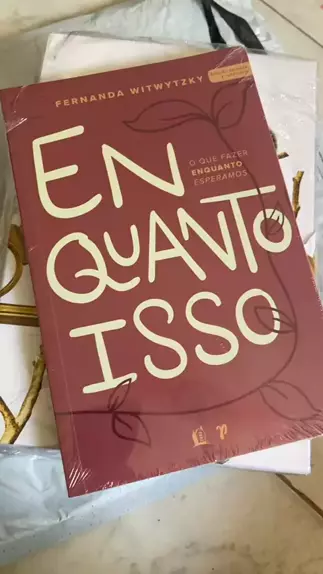 FERNANDA WITWYTZKY
EN
QUANTO
ISSO
O QUE FAZER
ENQUANTO
ESPERAMOS